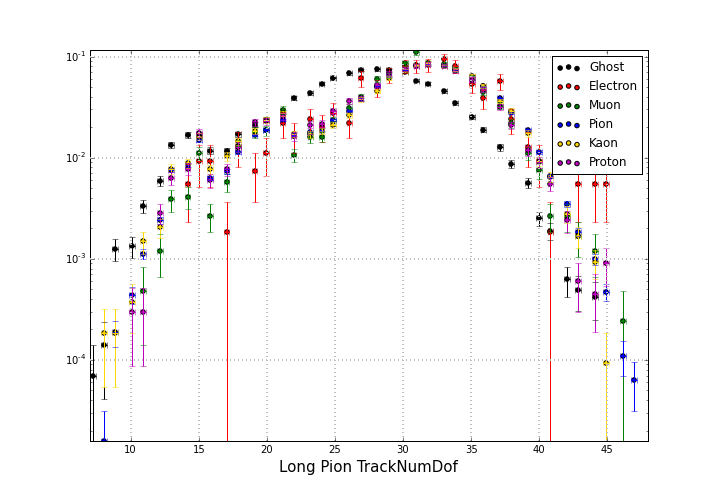 10⁻¹
10⁻²
10⁻³
10⁻⁴
Ghost
Electron
Muon
Pion
Kaon
Proton
10 15 20 25 30 35 40 45
Long Pion TrackNumDof